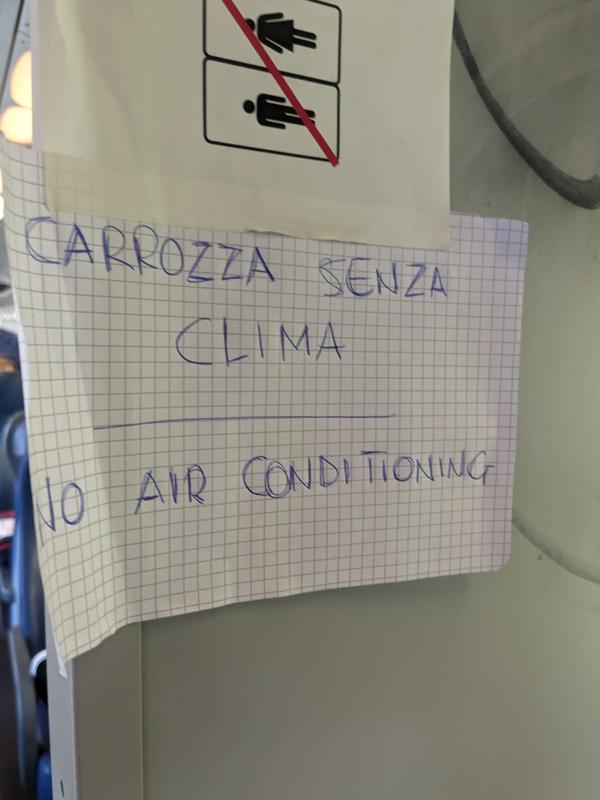 CARROZZA SENZA
CLIMA
NO AIR CONDITIONING